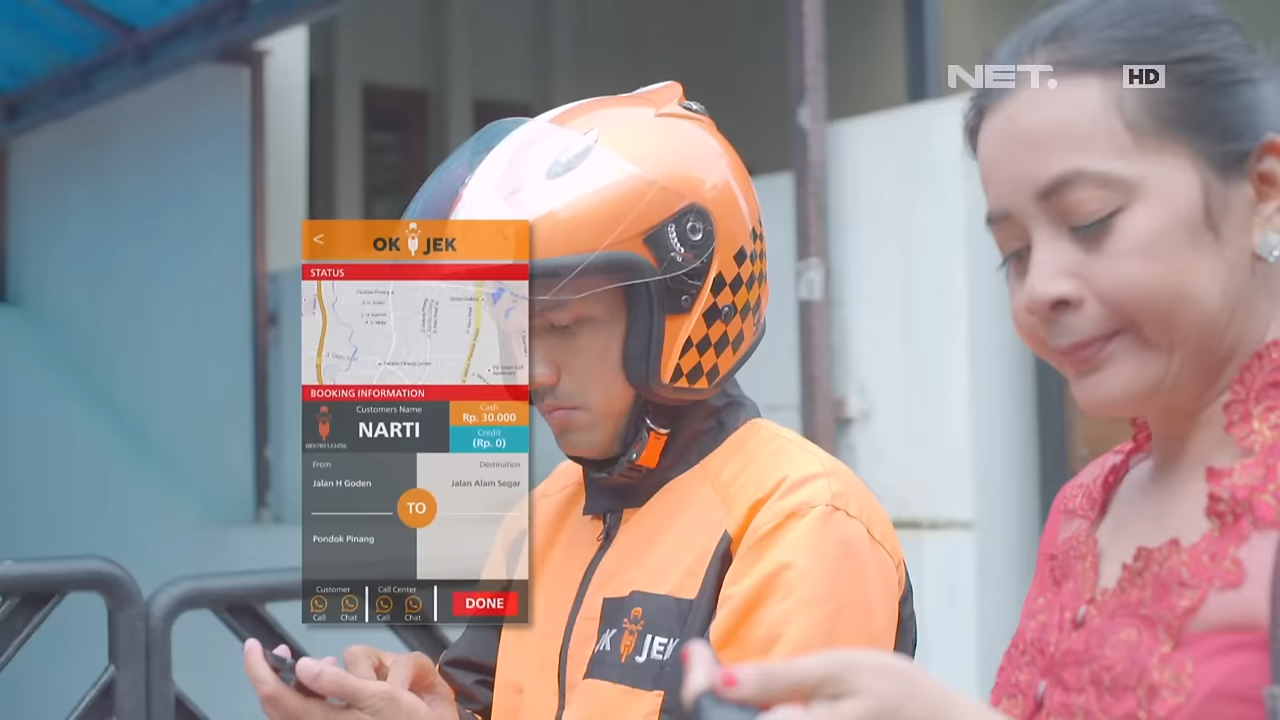 NET. HD
< OK JEK
STATUS
BOOKING INFORMATION
Customers Name
NARTI
Cash
Rp. 30.000
Credit
(Rp. 0)
From
Destination
Jalan H Goden
Jalan Alam Segar
TO
Pondok Pinang
Customer
Call Center
Call Chat Call Chat
DONE
OK JEK